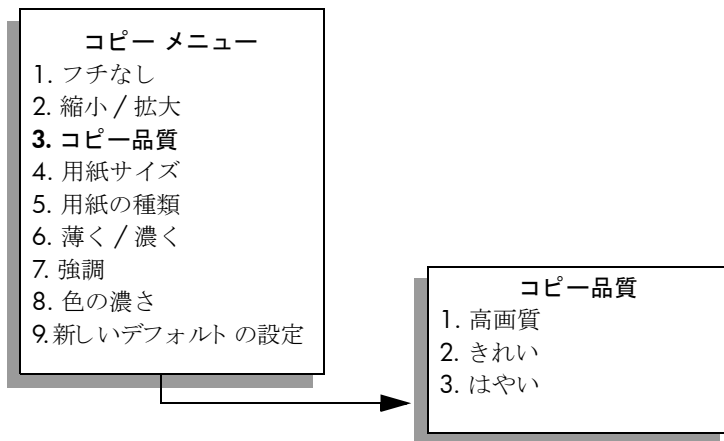 コピー メニュー
1. フチなし
2. 縮小 / 拡大
3. コピー品質
4. 用紙サイズ
5. 用紙の種類
6. 薄く / 濃く
7. 強調
8. 色の濃さ
9.新しいデフォルト の設定
コピー品質
1. 高画質
2. きれい
3. はやい